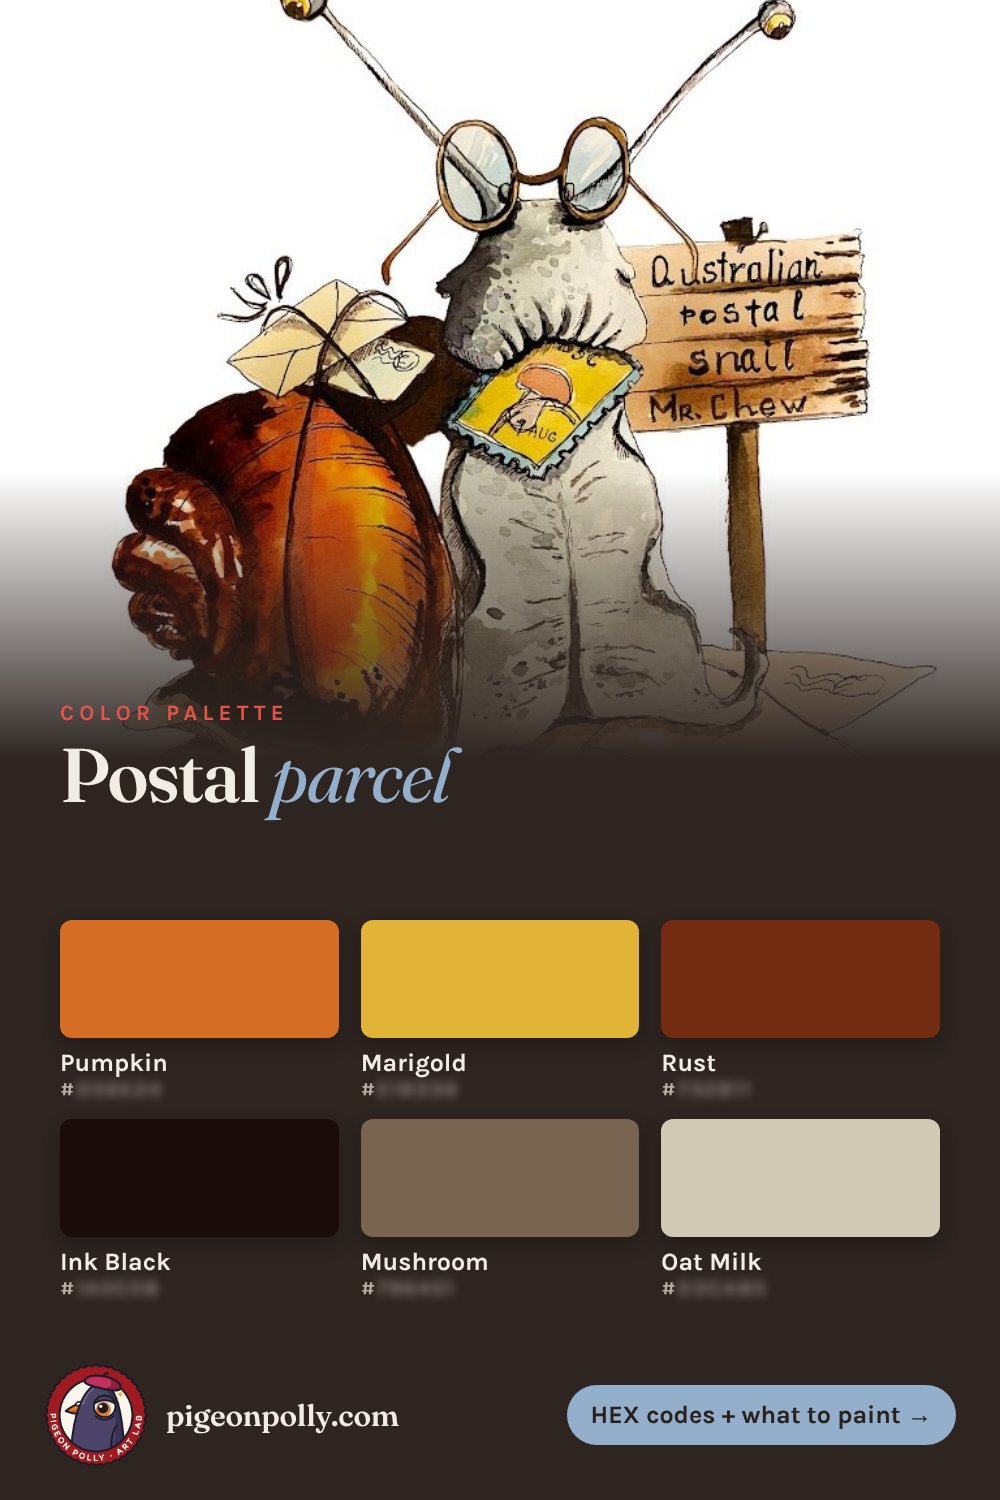 Australian
postal
snail
Mr. Chew
AUG
COLOR PALETTE
Postal parcel
Pumpkin
Marigold
Rust
#
#
#
Ink Black
Mushroom
Oat Milk
#
#
#
PIGEON POLLY · ART LAB
pigeonpolly.com
HEX codes + what to paint →